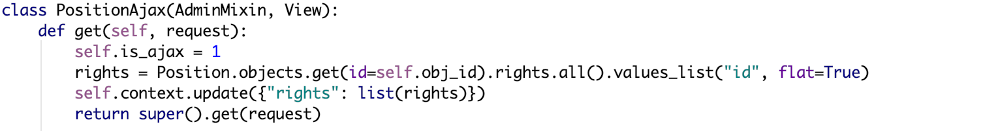 class PositionAjax(AdminMixin, View):
    def get(self, request):
        self.is_ajax = 1
        rights = Position.objects.get(id=self.obj_id).rights.all().values_list("id", flat=True)
        self.context.update({"rights": list(rights)})
        return super().get(request)